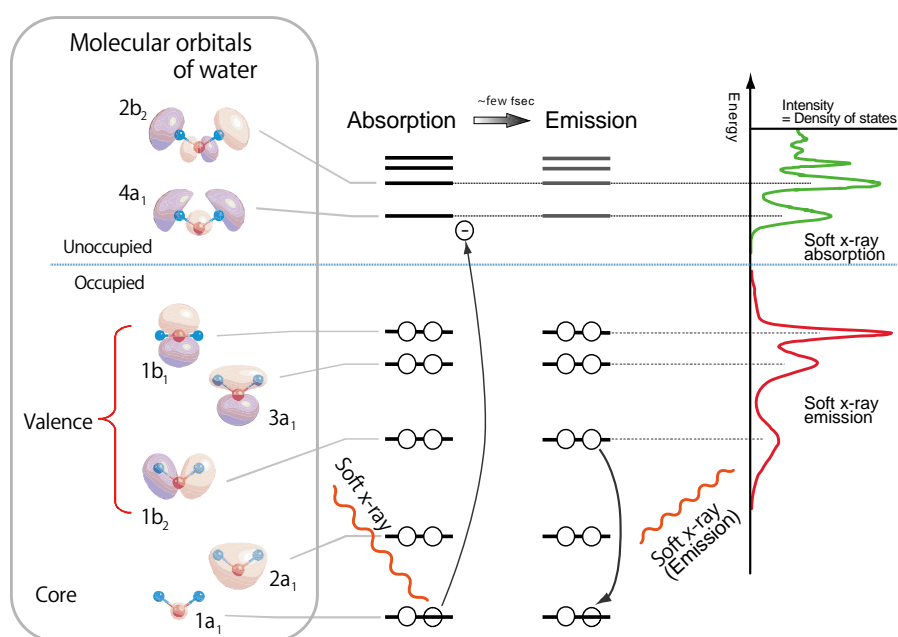 Molecular orbitals
of water
2b₂
4a₁
Unoccupied
Occupied
1b₁
3a₁
Valence
1b₂
2a₁
Core
1a₁
Absorption
~few fsec
Emission
−
Soft x-ray
Soft x-ray
(Emission)
Energy
Intensity
= Density of states
Soft x-ray
absorption
Soft x-ray
emission